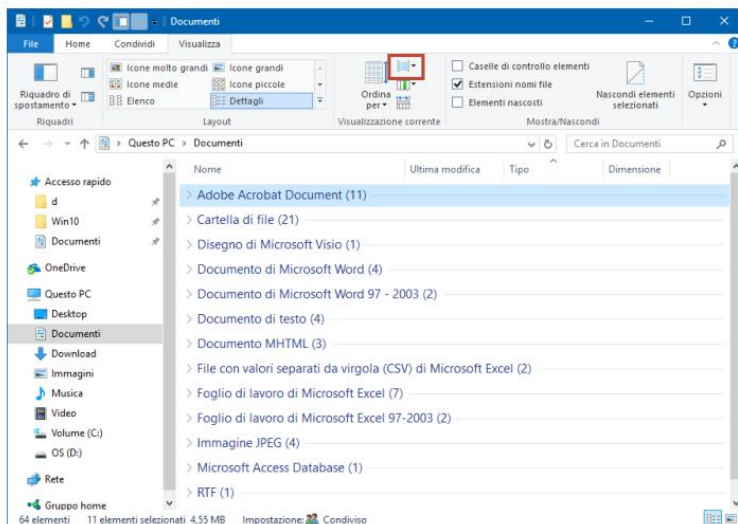 Documenti
File Home Condividi Visualizza
Riquadro di spostamento
Icone molto grandi Icone grandi
Icone medie Icone piccole
Elenco Dettagli
Ordina per
Caselle di controllo elementi
Estensioni nomi file
Elementi nascosti
Nascondi elementi selezionati
Opzioni
Riquadri Layout Visualizzazione corrente Mostra/Nascondi
Questo PC > Documenti
Cerca in Documenti
Nome Ultima modifica Tipo Dimensione
Accesso rapido
d
Win10
Documenti
OneDrive
Questo PC
Desktop
Documenti
Download
Immagini
Musica
Video
Volume (C:)
OS (D:)
Rete
Gruppo home
Adobe Acrobat Document (11)
Cartella di file (21)
Disegno di Microsoft Visio (1)
Documento di Microsoft Word (4)
Documento di Microsoft Word 97 - 2003 (2)
Documento di testo (4)
Documento MHTML (3)
File con valori separati da virgola (CSV) di Microsoft Excel (2)
Foglio di lavoro di Microsoft Excel (7)
Foglio di lavoro di Microsoft Excel 97-2003 (2)
Immagine JPEG (4)
Microsoft Access Database (1)
RTF (1)
64 elementi 11 elementi selezionati 4,55 MB Impostazione: Condiviso